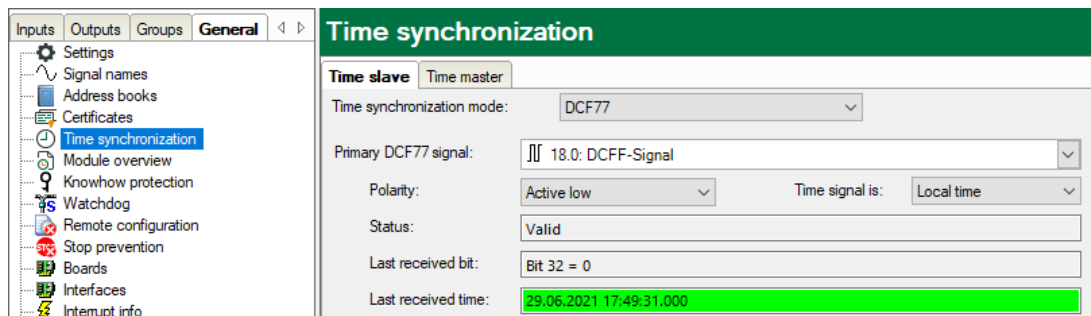 Inputs Outputs Groups General
Settings
Signal names
Address books
Certificates
Time synchronization
Module overview
Knowhow protection
Watchdog
Remote configuration
Stop prevention
Boards
Interfaces
Interrupt info
Time synchronization
Time slave Time master
Time synchronization mode: DCF77
Primary DCF77 signal: 18.0: DCFF-Signal
Polarity: Active low Time signal is: Local time
Status: Valid
Last received bit: Bit 32 = 0
Last received time: 29.06.2021 17:49:31.000